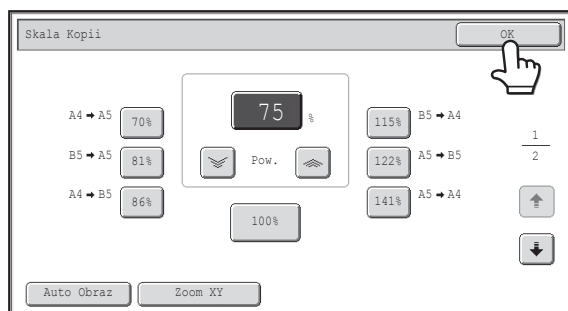 Skala Kopii OK
75 %
A4 → A5 70% 115% B5 → A4
B5 → A5 81% Pow. 122% A5 → B5
A4 → B5 86% 141% A5 → A4
100%
1
2
Auto Obraz Zoom XY